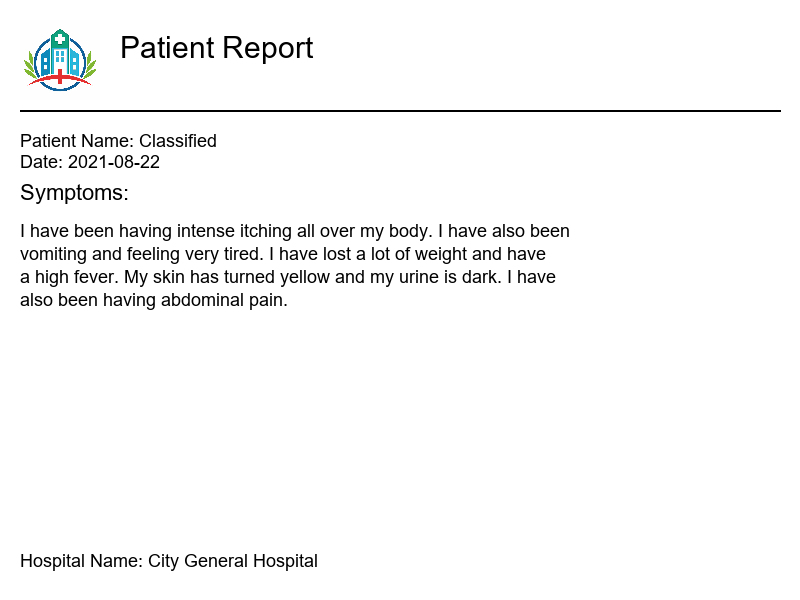 Patient Report
Patient Name: Classified
Date: 2021-08-22
Symptoms:
I have been having intense itching all over my body. I have also been
vomiting and feeling very tired. I have lost a lot of weight and have
a high fever. My skin has turned yellow and my urine is dark. I have
also been having abdominal pain.
Hospital Name: City General Hospital